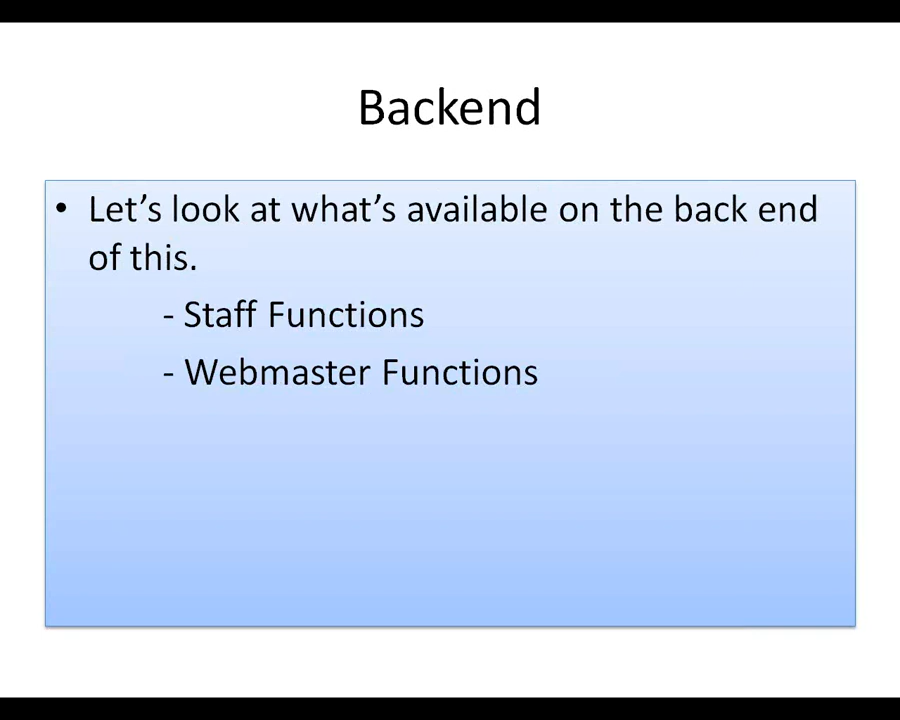 Backend
• Let’s look at what’s available on the back end
of this.
- Staff Functions
- Webmaster Functions